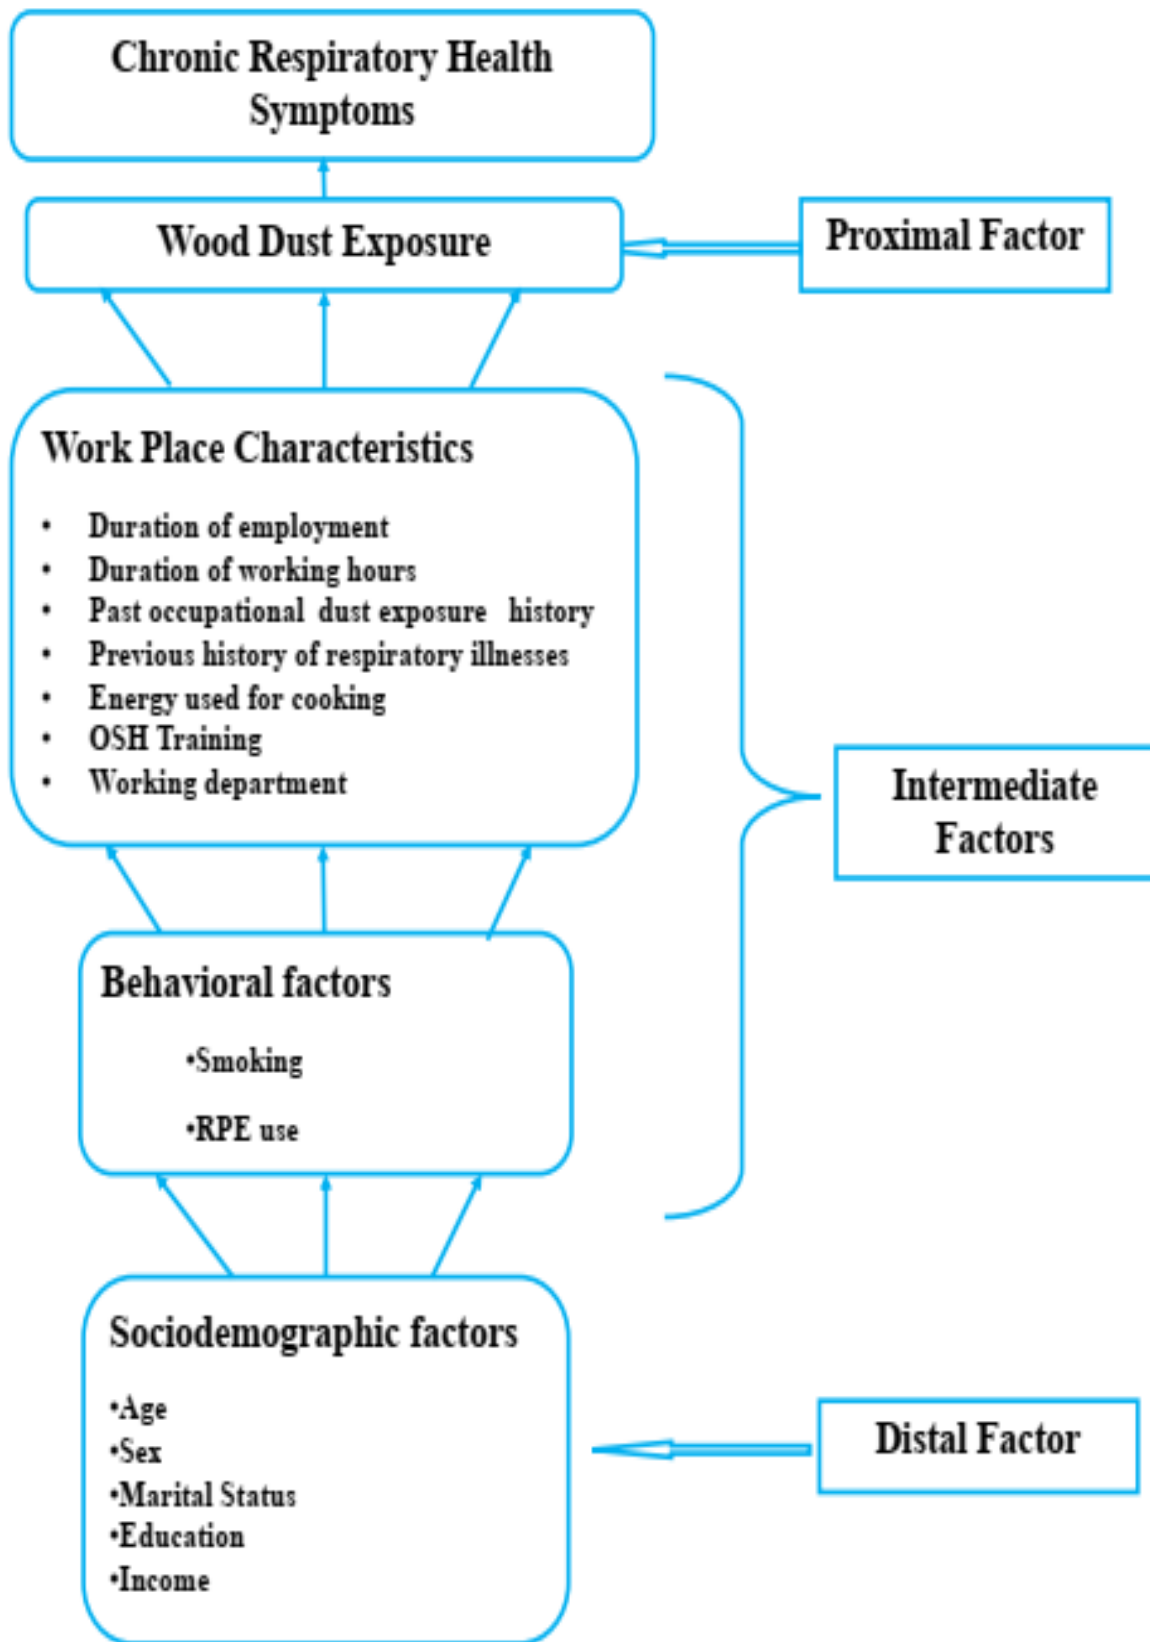 Chronic Respiratory Health
Symptoms
Wood Dust Exposure
Proximal Factor
Work Place Characteristics
• Duration of employment
• Duration of working hours
• Past occupational dust exposure history
• Previous history of respiratory illnesses
• Energy used for cooking
• OSH Training
• Working department
Intermediate
Factors
Behavioral factors
•Smoking
•RPE use
Sociodemographic factors
•Age
•Sex
•Marital Status
•Education
•Income
Distal Factor